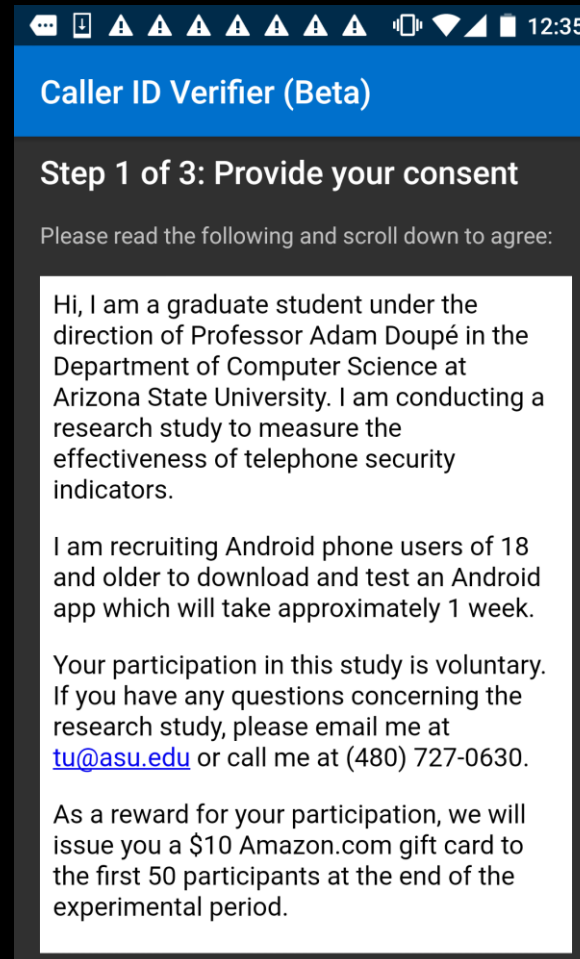 12:35
Caller ID Verifier (Beta)
Step 1 of 3: Provide your consent
Please read the following and scroll down to agree:
Hi, I am a graduate student under the
direction of Professor Adam Doupé in the
Department of Computer Science at
Arizona State University. I am conducting a
research study to measure the
effectiveness of telephone security
indicators.
I am recruiting Android phone users of 18
and older to download and test an Android
app which will take approximately 1 week.
Your participation in this study is voluntary.
If you have any questions concerning the
research study, please email me at
tu@asu.edu or call me at (480) 727-0630.
As a reward for your participation, we will
issue you a $10 Amazon.com gift card to
the first 50 participants at the end of the
experimental period.